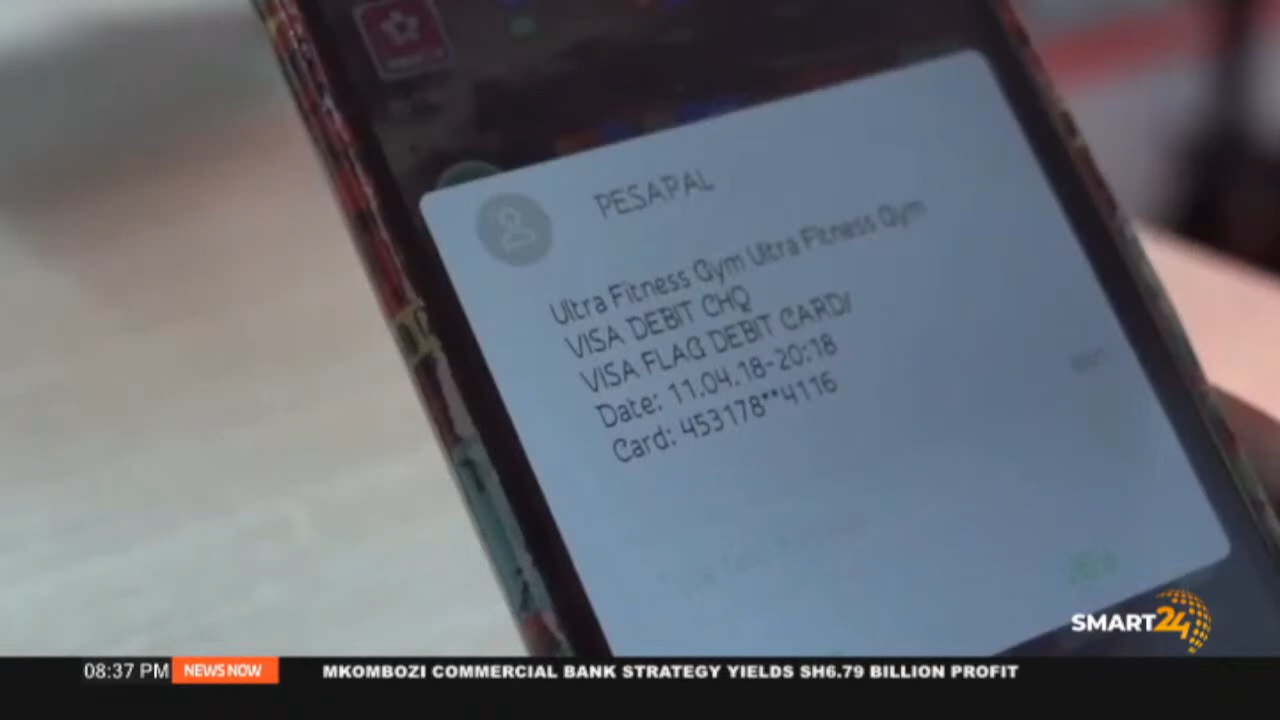 PESAPAL
Ultra Fitness Gym Ultra Fitness Gym
VISA DEBIT CHQ
VISA FLAG DEBIT CARD/
Date: 11.04.18-20:18
Card: 453178**4116
SMART24
08:37 PM NEWS NOW MKOMBOZI COMMERCIAL BANK STRATEGY YIELDS SH6.79 BILLION PROFIT